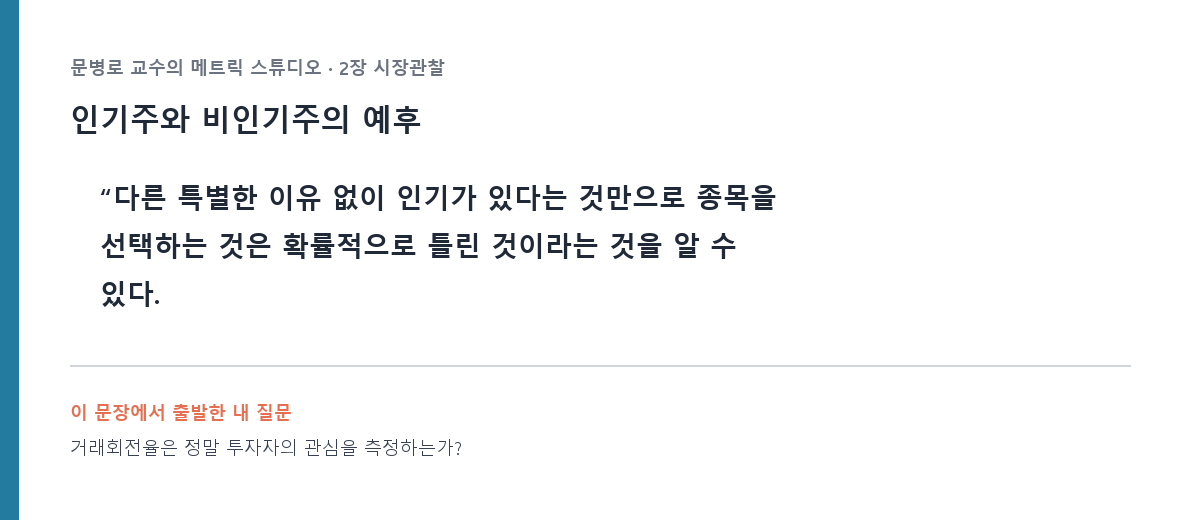 문병로 교수의 메트릭 스튜디오 · 2장 시장관찰
인기주와 비인기주의 예후
“다른 특별한 이유 없이 인기가 있다는 것만으로 종목을
선택하는 것은 확률적으로 틀린 것이라는 것을 알 수
있다.
이 문장에서 출발한 내 질문
거래회전율은 정말 투자자의 관심을 측정하는가?